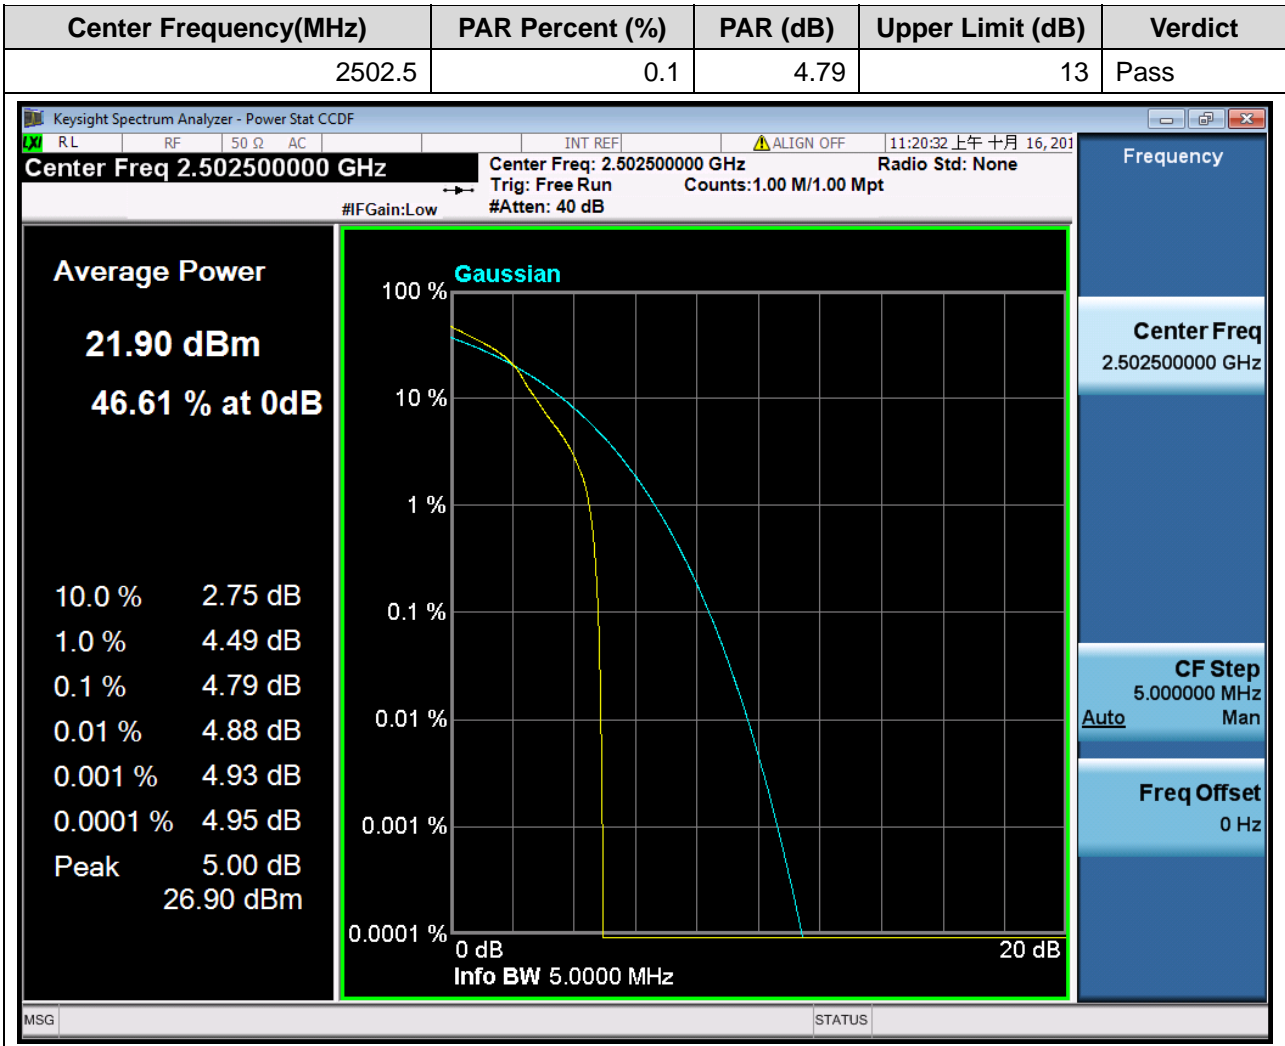 Center Frequency(MHz) PAR Percent (%) PAR (dB) Upper Limit (dB) Verdict
2502.5 0.1 4.79 13 Pass
Keysight Spectrum Analyzer - Power Stat CCDF
LXI RL RF 50 Ω AC INT REF ALIGN OFF 11:20:32 上午 十月 16, 201
Center Freq 2.502500000 GHz
Center Freq: 2.502500000 GHz Radio Std: None
Trig: Free Run Counts:1.00 M/1.00 Mpt
#IFGain:Low #Atten: 40 dB
Average Power
21.90 dBm
46.61 % at 0dB
10.0 % 2.75 dB
1.0 % 4.49 dB
0.1 % 4.79 dB
0.01 % 4.88 dB
0.001 % 4.93 dB
0.0001 % 4.95 dB
Peak 5.00 dB
26.90 dBm
Gaussian
100 %
10 %
1 %
0.1 %
0.01 %
0.001 %
0.0001 %
0 dB 20 dB
Info BW 5.0000 MHz
Frequency
Center Freq
2.502500000 GHz
CF Step
5.000000 MHz
Auto Man
Freq Offset
0 Hz
MSG STATUS